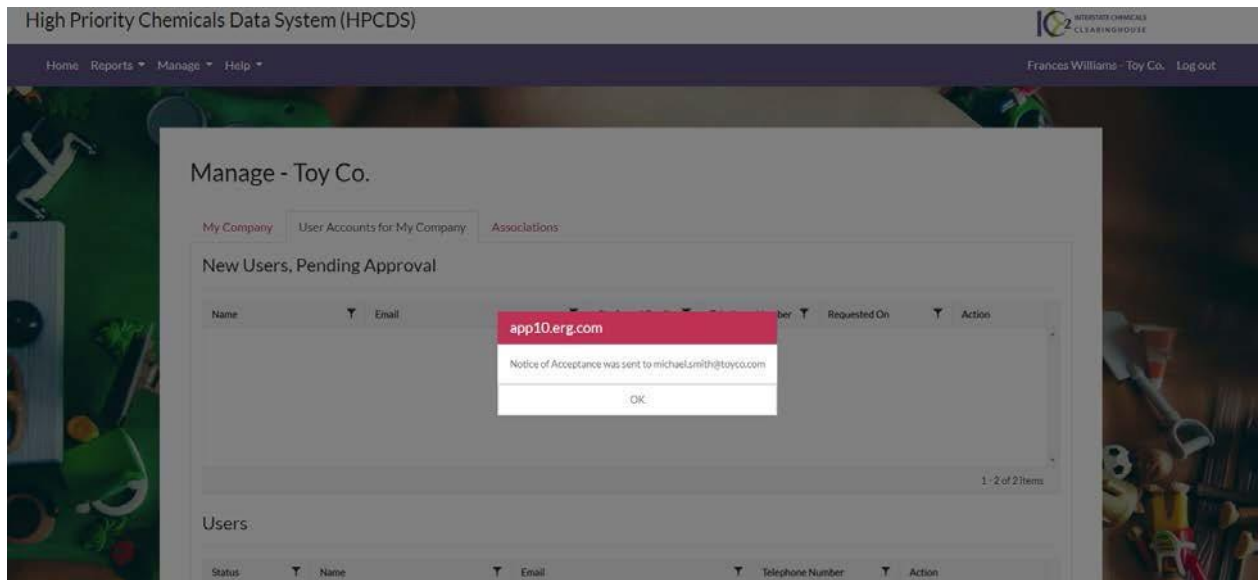 High Priority Chemicals Data System (HPCDS)
IC2 INTERSTATE CHEMICALS
CLEARINGHOUSE
Home Reports Manage Help Frances Williams - Toy Co. Log out
Manage - Toy Co.
My Company User Accounts for My Company Associations
New Users, Pending Approval
Name Email Requested On Action
app10.erg.com
Notice of Acceptance was sent to michael.smith@toyco.com
OK
1 - 2 of 2 items
Users
Status Name Email Telephone Number Action